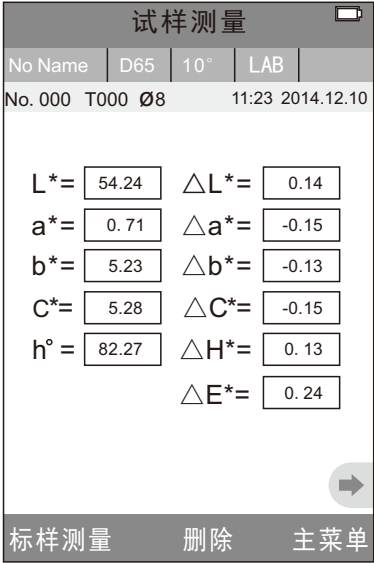 试样测量
No Name D65 10° LAB
No. 000 T000 Ø8 11:23 2014.12.10
L*= 54.24 △L*= 0.14
a*= 0.71 △a*= -0.15
b*= 5.23 △b*= -0.13
C*= 5.28 △C*= -0.15
h°= 82.27 △H*= 0.13
△E*= 0.24
标样测量 删除 主菜单